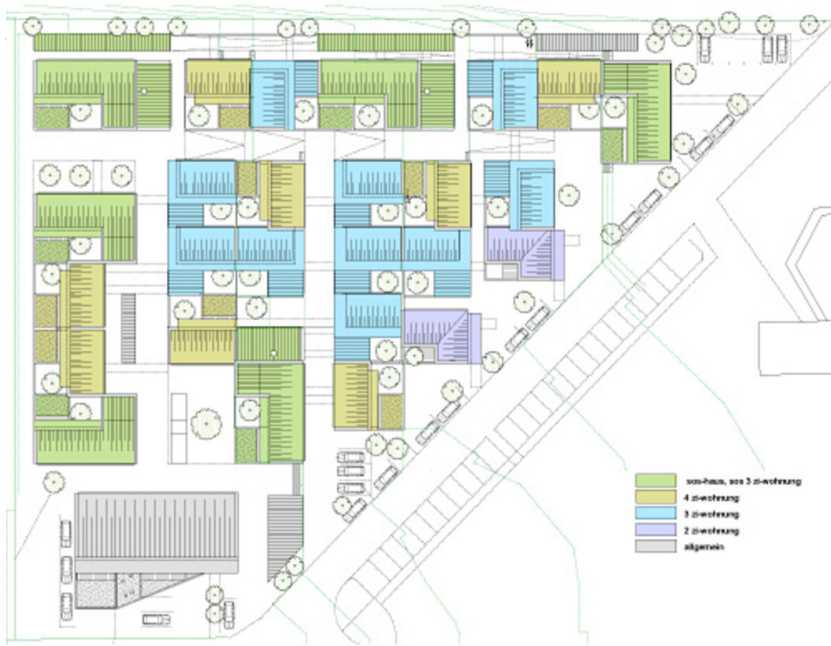 sos-haus, sos 3 zi-wohnung
4 zi-wohnung
3 zi-wohnung
2 zi-wohnung
allgemein